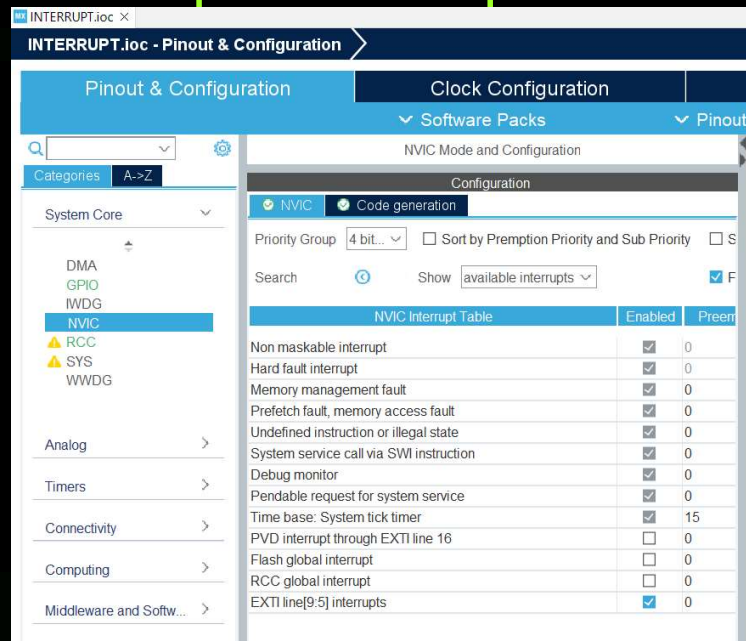 MX INTERRUPT.ioc ×
INTERRUPT.ioc - Pinout & Configuration
Pinout & Configuration Clock Configuration
Software Packs Pinout
NVIC Mode and Configuration
Categories A->Z
Configuration
System Core
NVIC Code generation
Priority Group 4 bit... Sort by Premption Priority and Sub Priority S
DMA
GPIO
IWDG
NVIC
RCC
SYS
WWDG
Search Show available interrupts F
NVIC Interrupt Table Enabled Preem
Non maskable interrupt 0
Hard fault interrupt 0
Memory management fault 0
Prefetch fault, memory access fault 0
Undefined instruction or illegal state 0
System service call via SWI instruction 0
Debug monitor 0
Pendable request for system service 0
Time base: System tick timer 15
PVD interrupt through EXTI line 16 0
Flash global interrupt 0
RCC global interrupt 0
EXTI line[9:5] interrupts 0
Analog
Timers
Connectivity
Computing
Middleware and Softw...